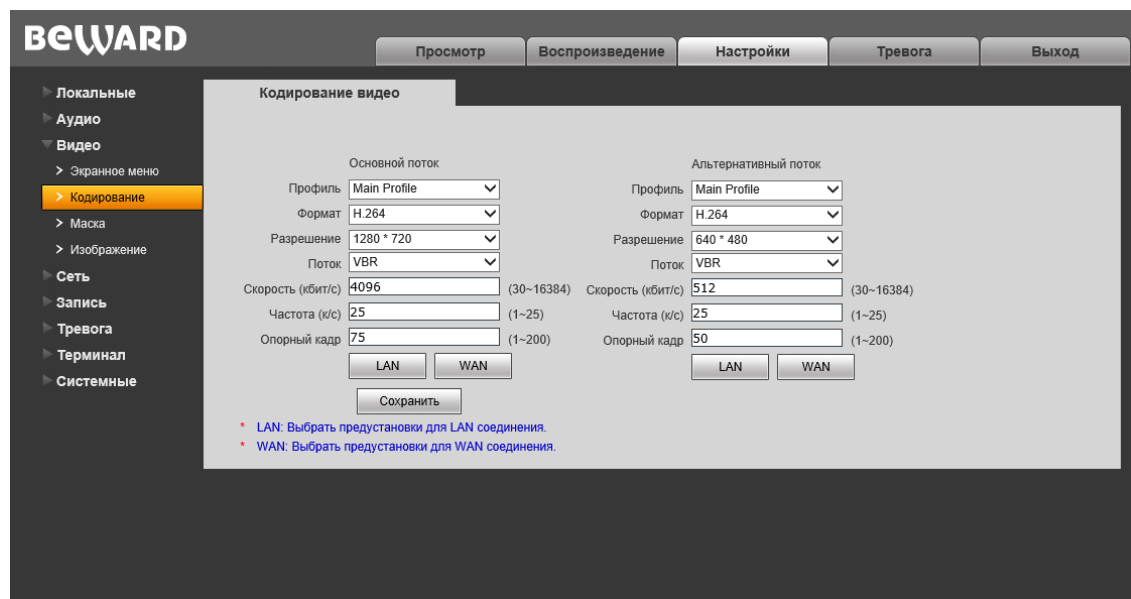 BEWARD
Просмотр Воспроизведение Настройки Тревога Выход
Локальные
Аудио
Видео
> Экранное меню
> Кодирование
> Маска
> Изображение
Сеть
Запись
Тревога
Терминал
Системные
Кодирование видео
Основной поток
Профиль Main Profile
Формат H.264
Разрешение 1280 * 720
Поток VBR
Скорость (кбит/с) 4096 (30~16384)
Частота (к/с) 25 (1~25)
Опорный кадр 75 (1~200)
LAN WAN
Альтернативный поток
Профиль Main Profile
Формат H.264
Разрешение 640 * 480
Поток VBR
Скорость (кбит/с) 512 (30~16384)
Частота (к/с) 25 (1~25)
Опорный кадр 50 (1~200)
LAN WAN
Сохранить
* LAN: Выбрать предустановки для LAN соединения.
* WAN: Выбрать предустановки для WAN соединения.